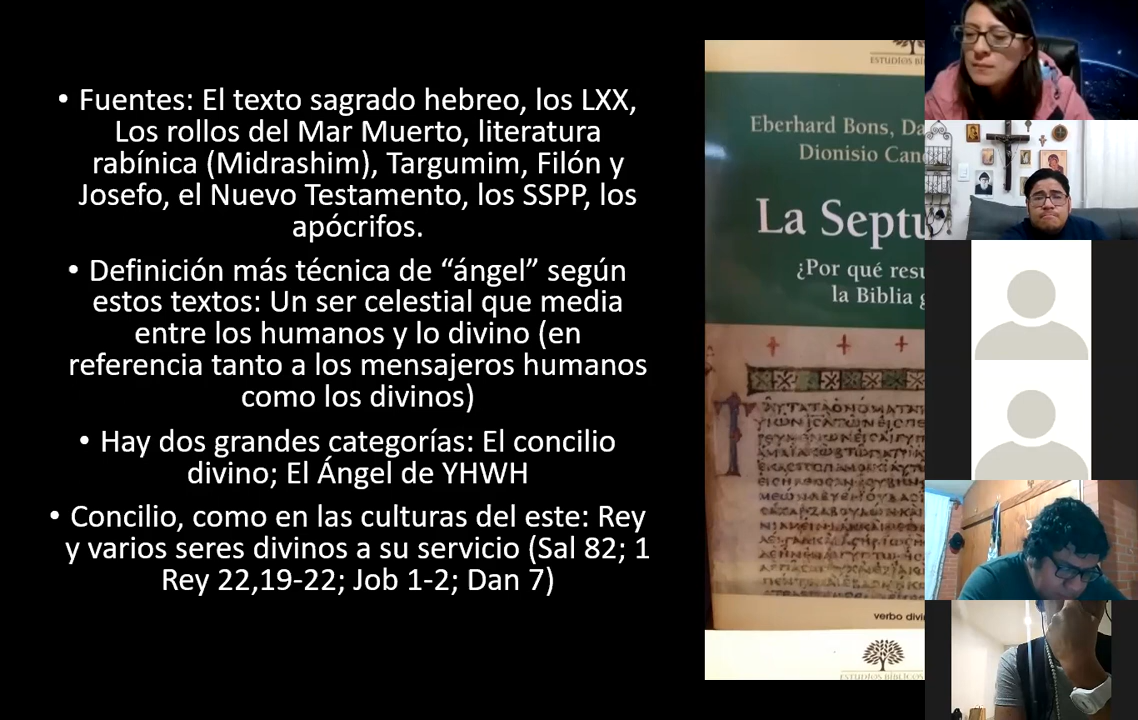 • Fuentes: El texto sagrado hebreo, los LXX,
Los rollos del Mar Muerto, literatura
rabínica (Midrashim), Targumim, Filón y
Josefo, el Nuevo Testamento, los SSPP, los
apócrifos.
• Definición más técnica de “ángel” según
estos textos: Un ser celestial que media
entre los humanos y lo divino (en
referencia tanto a los mensajeros humanos
como los divinos)
• Hay dos grandes categorías: El concilio
divino; El Ángel de YHWH
• Concilio, como en las culturas del este: Rey
y varios seres divinos a su servicio (Sal 82; 1
Rey 22,19-22; Job 1-2; Dan 7)
Eberhard Bons,
Dionisio
La
¿Por qué
la Biblia
verbo
ESTUDIOS BÍBLICOS